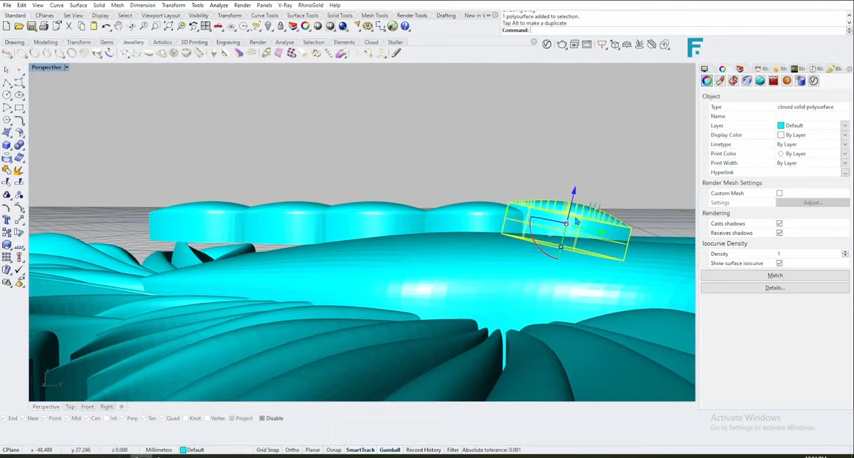 File Edit View Curve Surface Solid Mesh Dimension Transform Tools Analyze Render Panels V-Ray RhinoGold Help
1 polysurface added to selection.
Tap Alt to make a duplicate
Command:
Standard CPlanes Set View Display Select Viewport Layout Visibility Transform Curve Tools Surface Tools Solid Tools Mesh Tools Render Tools Drafting New in V
Drawing Modeling Transform Gems Jewellery Artistics 3D Printing Engraving Render Analyse Selection Elements Cloud Stuller
F.
Perspective
Object
Type closed solid polysurface
Name
Layer Default
Display Color By Layer
Linetype By Layer
Print Color By Layer
Print Width By Layer
Hyperlink
Render Mesh Settings
Custom Mesh
Settings Adjust...
Rendering
Casts shadows
Receives shadows
Isocurve Density
Density 1
Show surface isocurve
Match
Details...
Perspective Top Front Right
End Near Point Mid Cen Int Perp Tan Quad Knot Vertex Project Disable
Activate Windows
Go to Settings to activate Windows.
CPlane x -48.488 y 27.246 z 0.000 Millimeters Default Grid Snap Ortho Planar Osnap SmartTrack Gumball Record History Filter Absolute tolerance: 0.001